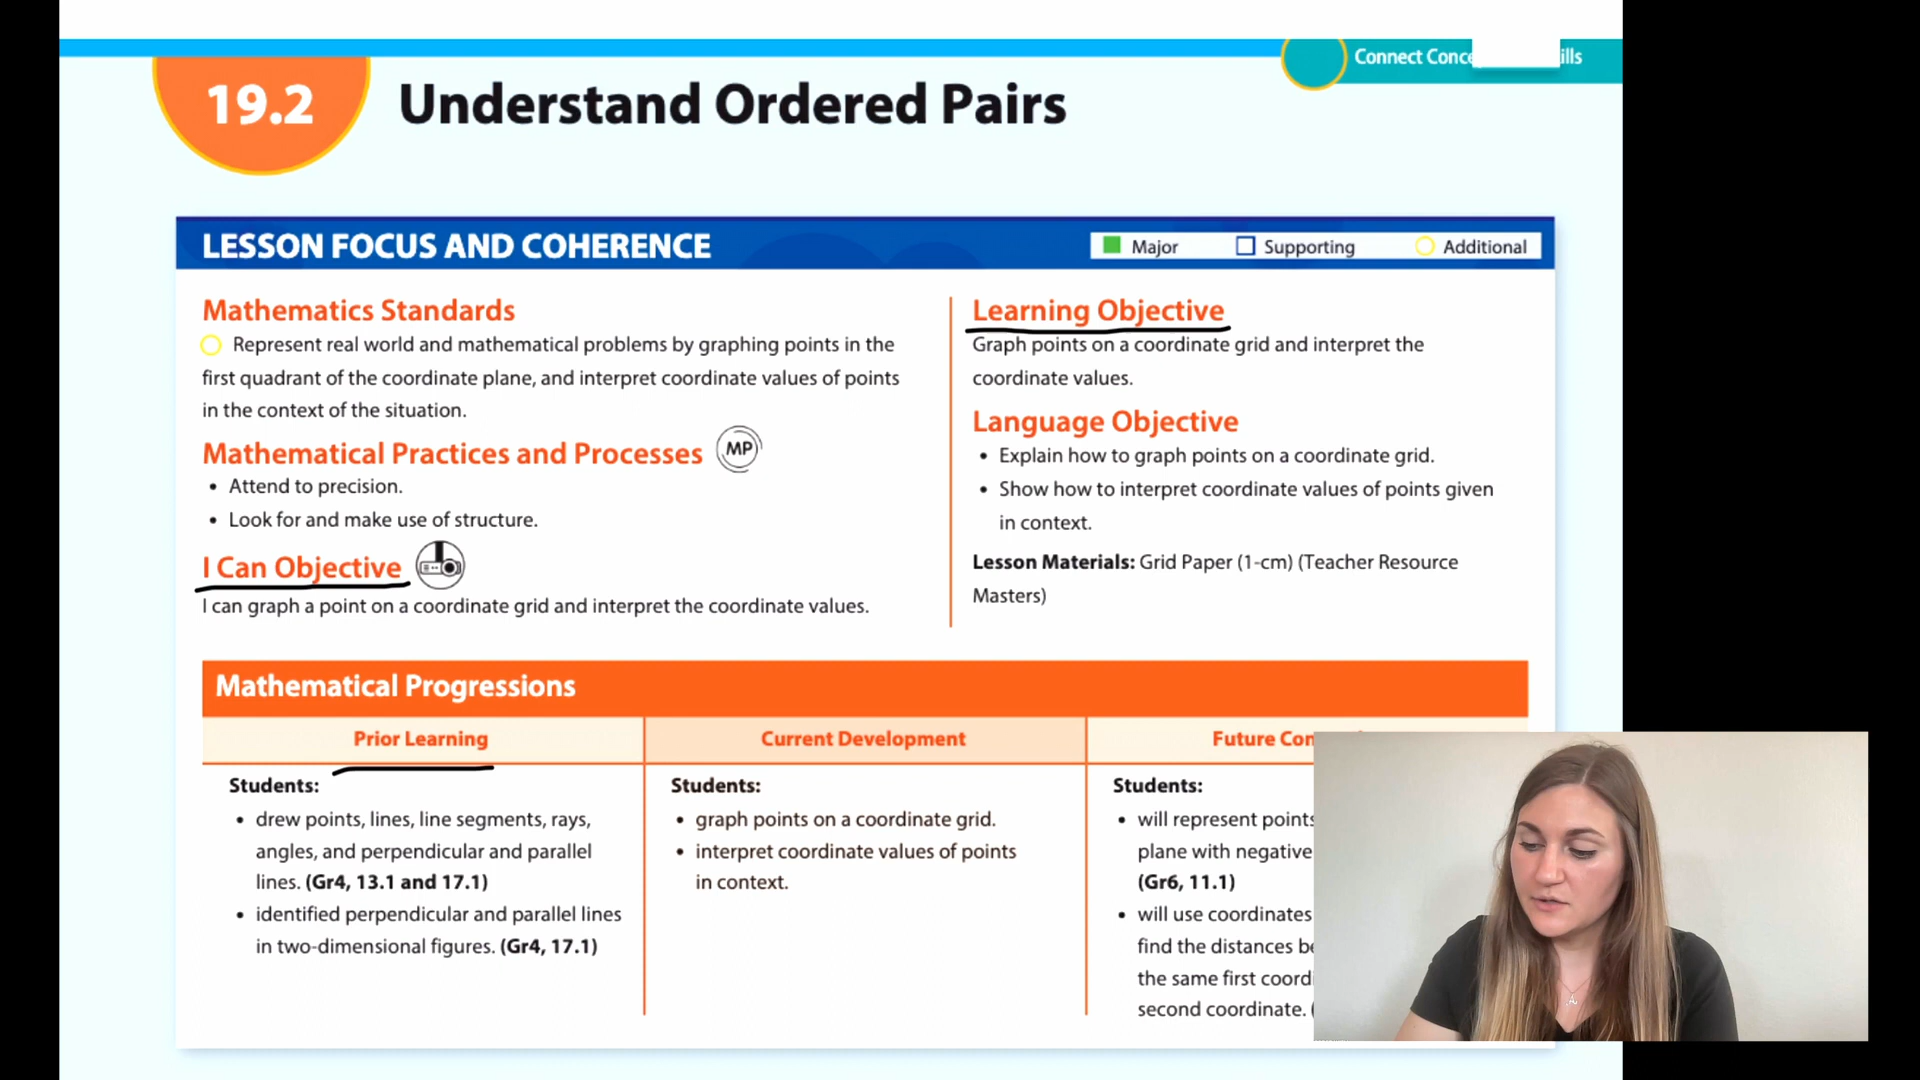 Connect Conce ills
19.2 Understand Ordered Pairs
LESSON FOCUS AND COHERENCE
Major Supporting Additional
Mathematics Standards
Represent real world and mathematical problems by graphing points in the
first quadrant of the coordinate plane, and interpret coordinate values of points
in the context of the situation.
Mathematical Practices and Processes MP
• Attend to precision.
• Look for and make use of structure.
I Can Objective
I can graph a point on a coordinate grid and interpret the coordinate values.
Learning Objective
Graph points on a coordinate grid and interpret the
coordinate values.
Language Objective
• Explain how to graph points on a coordinate grid.
• Show how to interpret coordinate values of points given
in context.
Lesson Materials: Grid Paper (1-cm) (Teacher Resource
Masters)
Mathematical Progressions
Prior Learning
Students:
• drew points, lines, line segments, rays,
angles, and perpendicular and parallel
lines. (Gr4, 13.1 and 17.1)
• identified perpendicular and parallel lines
in two-dimensional figures. (Gr4, 17.1)
Current Development
Students:
• graph points on a coordinate grid.
• interpret coordinate values of points
in context.
Future Con
Students:
• will represent points
plane with negative
(Gr6, 11.1)
• will use coordinates
find the distances be
the same first coordi
second coordinate. (